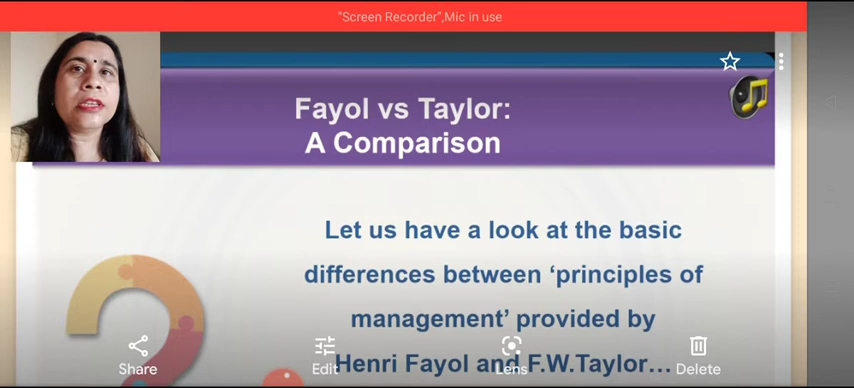 "Screen Recorder",Mic in use
Fayol vs Taylor:
A Comparison
Let us have a look at the basic
differences between ‘principles of
management’ provided by
Henri Fayol and F.W.Taylor...
Share
Edit
Lens
Delete